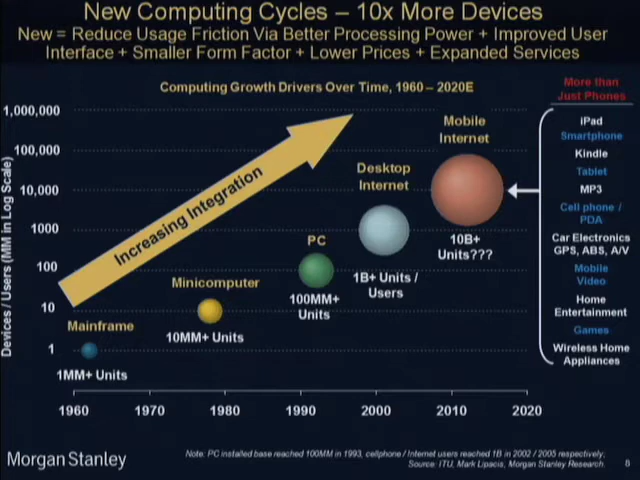 New Computing Cycles – 10x More Devices
New = Reduce Usage Friction Via Better Processing Power + Improved User
Interface + Smaller Form Factor + Lower Prices + Expanded Services
Computing Growth Drivers Over Time, 1960 – 2020E
More than
Just Phones
Devices / Users (MM in Log Scale)
1,000,000
100,000
10,000
1000
100
10
1
Increasing Integration
Mainframe
1MM+ Units
Minicomputer
10MM+ Units
PC
100MM+
Units
Desktop
Internet
1B+ Units /
Users
Mobile
Internet
10B+
Units???
iPad
Smartphone
Kindle
Tablet
MP3
Cell phone /
PDA
Car Electronics
GPS, ABS, A/V
Mobile
Video
Home
Entertainment
Games
Wireless Home
Appliances
1960
1970
1980
1990
2000
2010
2020
Morgan Stanley
Note: PC installed base reached 100MM in 1993, cellphone / Internet users reached 1B in 2002 / 2005 respectively;
Source: ITU, Mark Lipacis, Morgan Stanley Research.
8